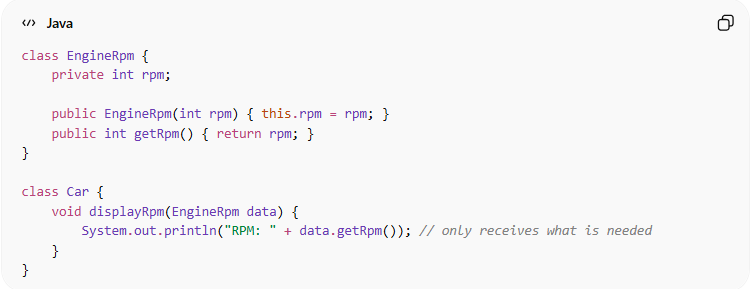 </> Java
class EngineRpm {
    private int rpm;
    public EngineRpm(int rpm) { this.rpm = rpm; }
    public int getRpm() { return rpm; }
}
class Car {
    void displayRpm(EngineRpm data) {
        System.out.println("RPM: " + data.getRpm()); // only receives what is needed
    }
}